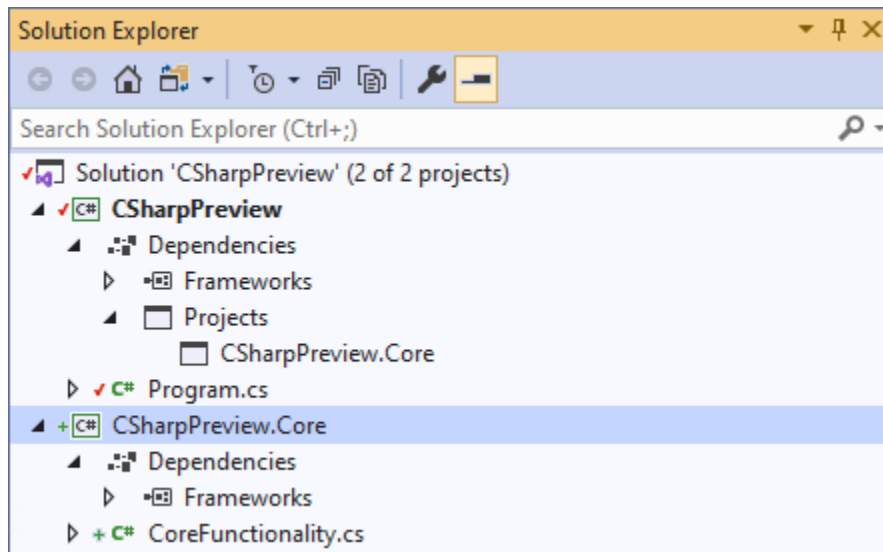 Solution Explorer
Search Solution Explorer (Ctrl+;)
Solution 'CSharpPreview' (2 of 2 projects)
C# CSharpPreview
Dependencies
Frameworks
Projects
CSharpPreview.Core
C# Program.cs
C# CSharpPreview.Core
Dependencies
Frameworks
C# CoreFunctionality.cs